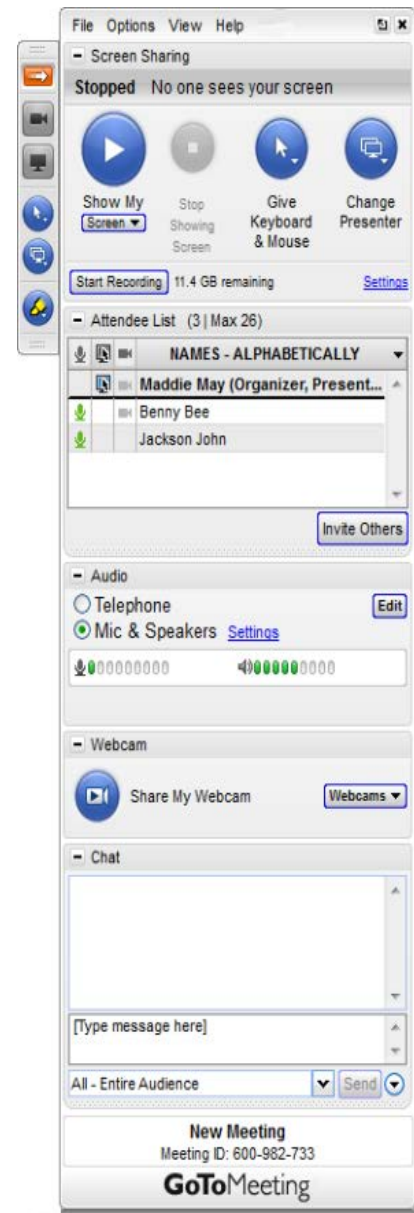 File Options View Help
Screen Sharing
Stopped No one sees your screen
Show My
Screen
Stop
Showing
Screen
Give
Keyboard
& Mouse
Change
Presenter
Start Recording 11.4 GB remaining Settings
Attendee List (3 | Max 26)
NAMES - ALPHABETICALLY
Maddie May (Organizer, Present...
Benny Bee
Jackson John
Invite Others
Audio
Telephone Edit
Mic & Speakers Settings
Webcam
Share My Webcam Webcams
Chat
[Type message here]
All - Entire Audience Send
New Meeting
Meeting ID: 600-982-733
GoToMeeting